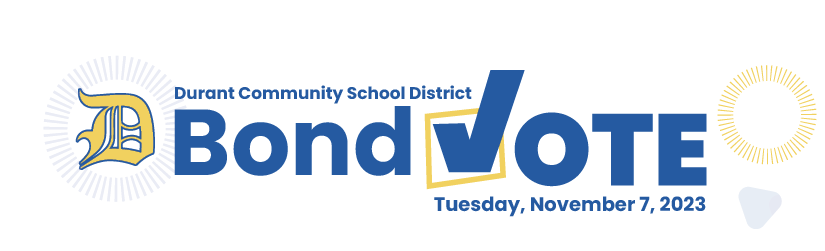 D
Durant Community School District
Bond VOTE
Tuesday, November 7, 2023